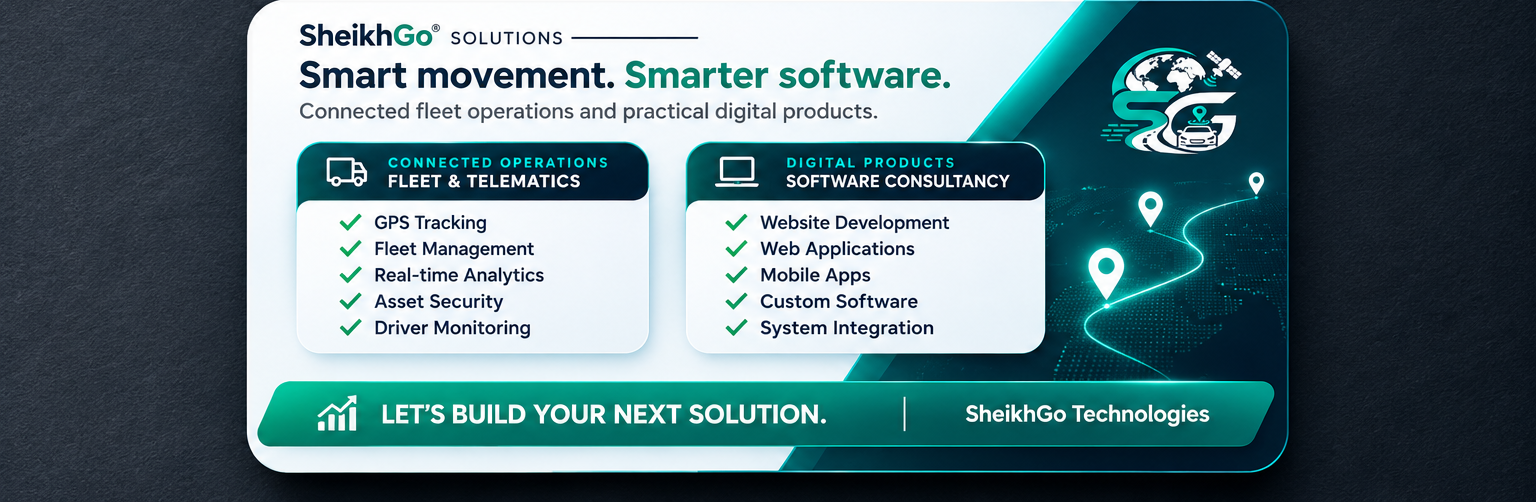 SheikhGo® SOLUTIONS
Smart movement. Smarter software.
Connected fleet operations and practical digital products.
CONNECTED OPERATIONS
FLEET & TELEMATICS
GPS Tracking
Fleet Management
Real-time Analytics
Asset Security
Driver Monitoring
DIGITAL PRODUCTS
SOFTWARE CONSULTANCY
Website Development
Web Applications
Mobile Apps
Custom Software
System Integration
SG
LET'S BUILD YOUR NEXT SOLUTION.
SheikhGo Technologies